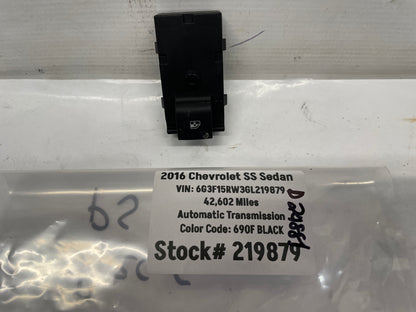 2016 Chevrolet SS Sedan
VIN: 6G3F15RW3GL219879
42,602 Miles
Automatic Transmission
Color Code: 690F BLACK
Stock# 219879